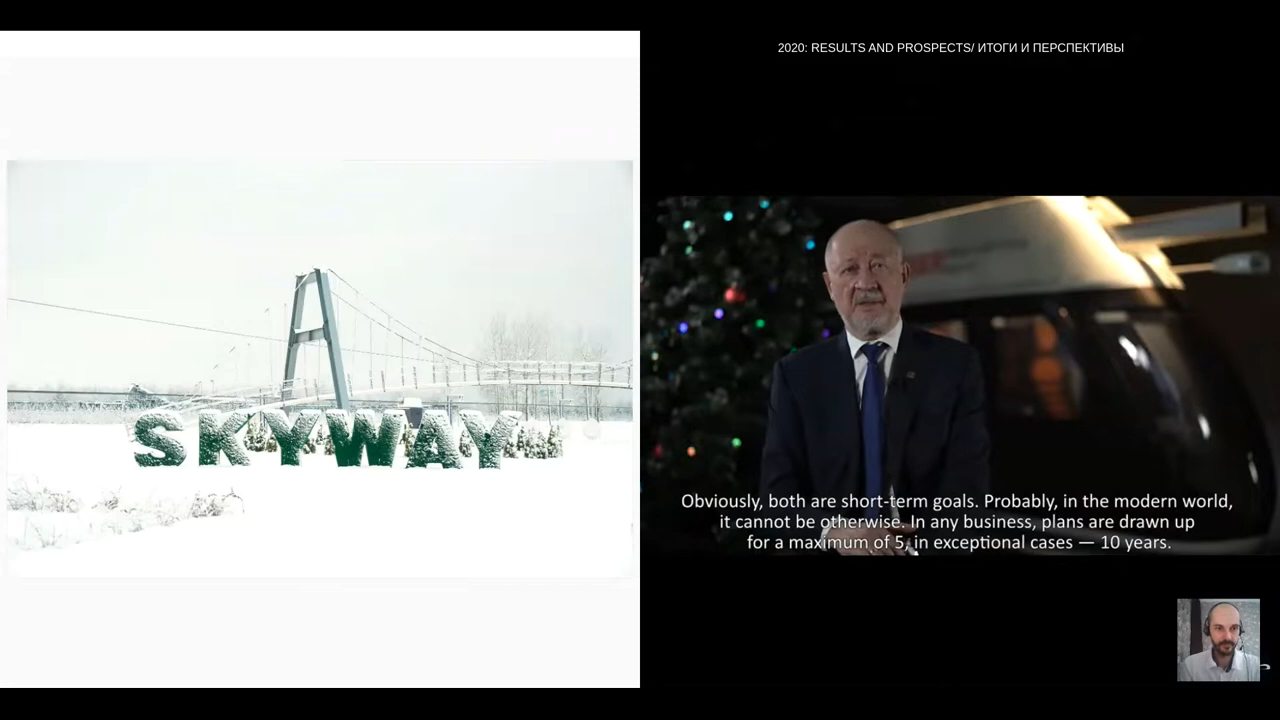 2020: RESULTS AND PROSPECTS/ ИТОГИ И ПЕРСПЕКТИВЫ
SKYWAY
Obviously, both are short-term goals. Probably, in the modern world,
it cannot be otherwise. In any business, plans are drawn up
for a maximum of 5, in exceptional cases — 10 years.